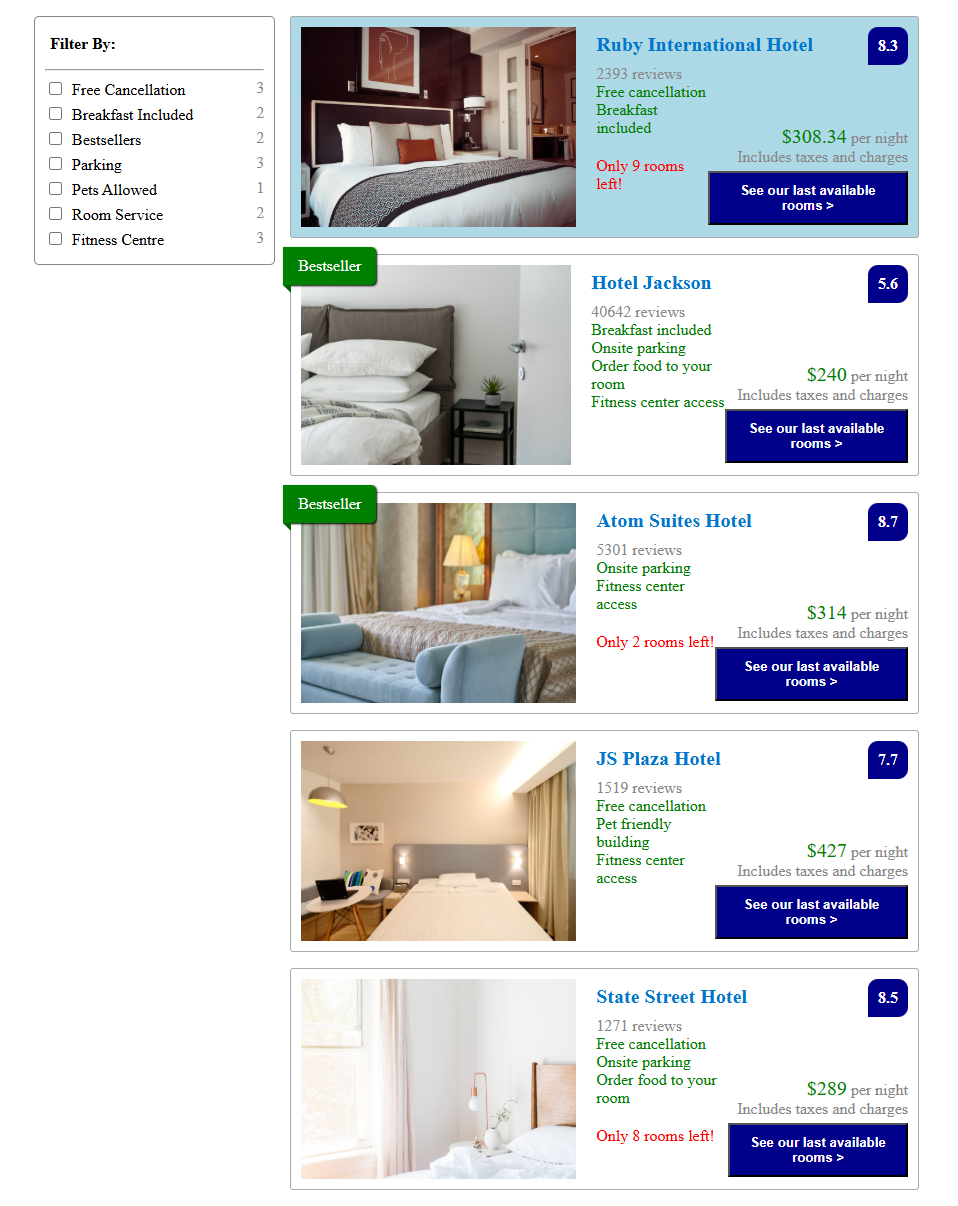 Filter By:
Free Cancellation 3
Breakfast Included 2
Bestsellers 2
Parking 3
Pets Allowed 1
Room Service 2
Fitness Centre 3
Ruby International Hotel
8.3
2393 reviews
Free cancellation
Breakfast
included
Only 9 rooms
left!
$308.34 per night
Includes taxes and charges
See our last available
rooms >
Bestseller
Hotel Jackson
5.6
40642 reviews
Breakfast included
Onsite parking
Order food to your
room
Fitness center access
$240 per night
Includes taxes and charges
See our last available
rooms >
Bestseller
Atom Suites Hotel
8.7
5301 reviews
Onsite parking
Fitness center
access
Only 2 rooms left!
$314 per night
Includes taxes and charges
See our last available
rooms >
JS Plaza Hotel
7.7
1519 reviews
Free cancellation
Pet friendly
building
Fitness center
access
$427 per night
Includes taxes and charges
See our last available
rooms >
State Street Hotel
8.5
1271 reviews
Free cancellation
Onsite parking
Order food to your
room
Only 8 rooms left!
$289 per night
Includes taxes and charges
See our last available
rooms >